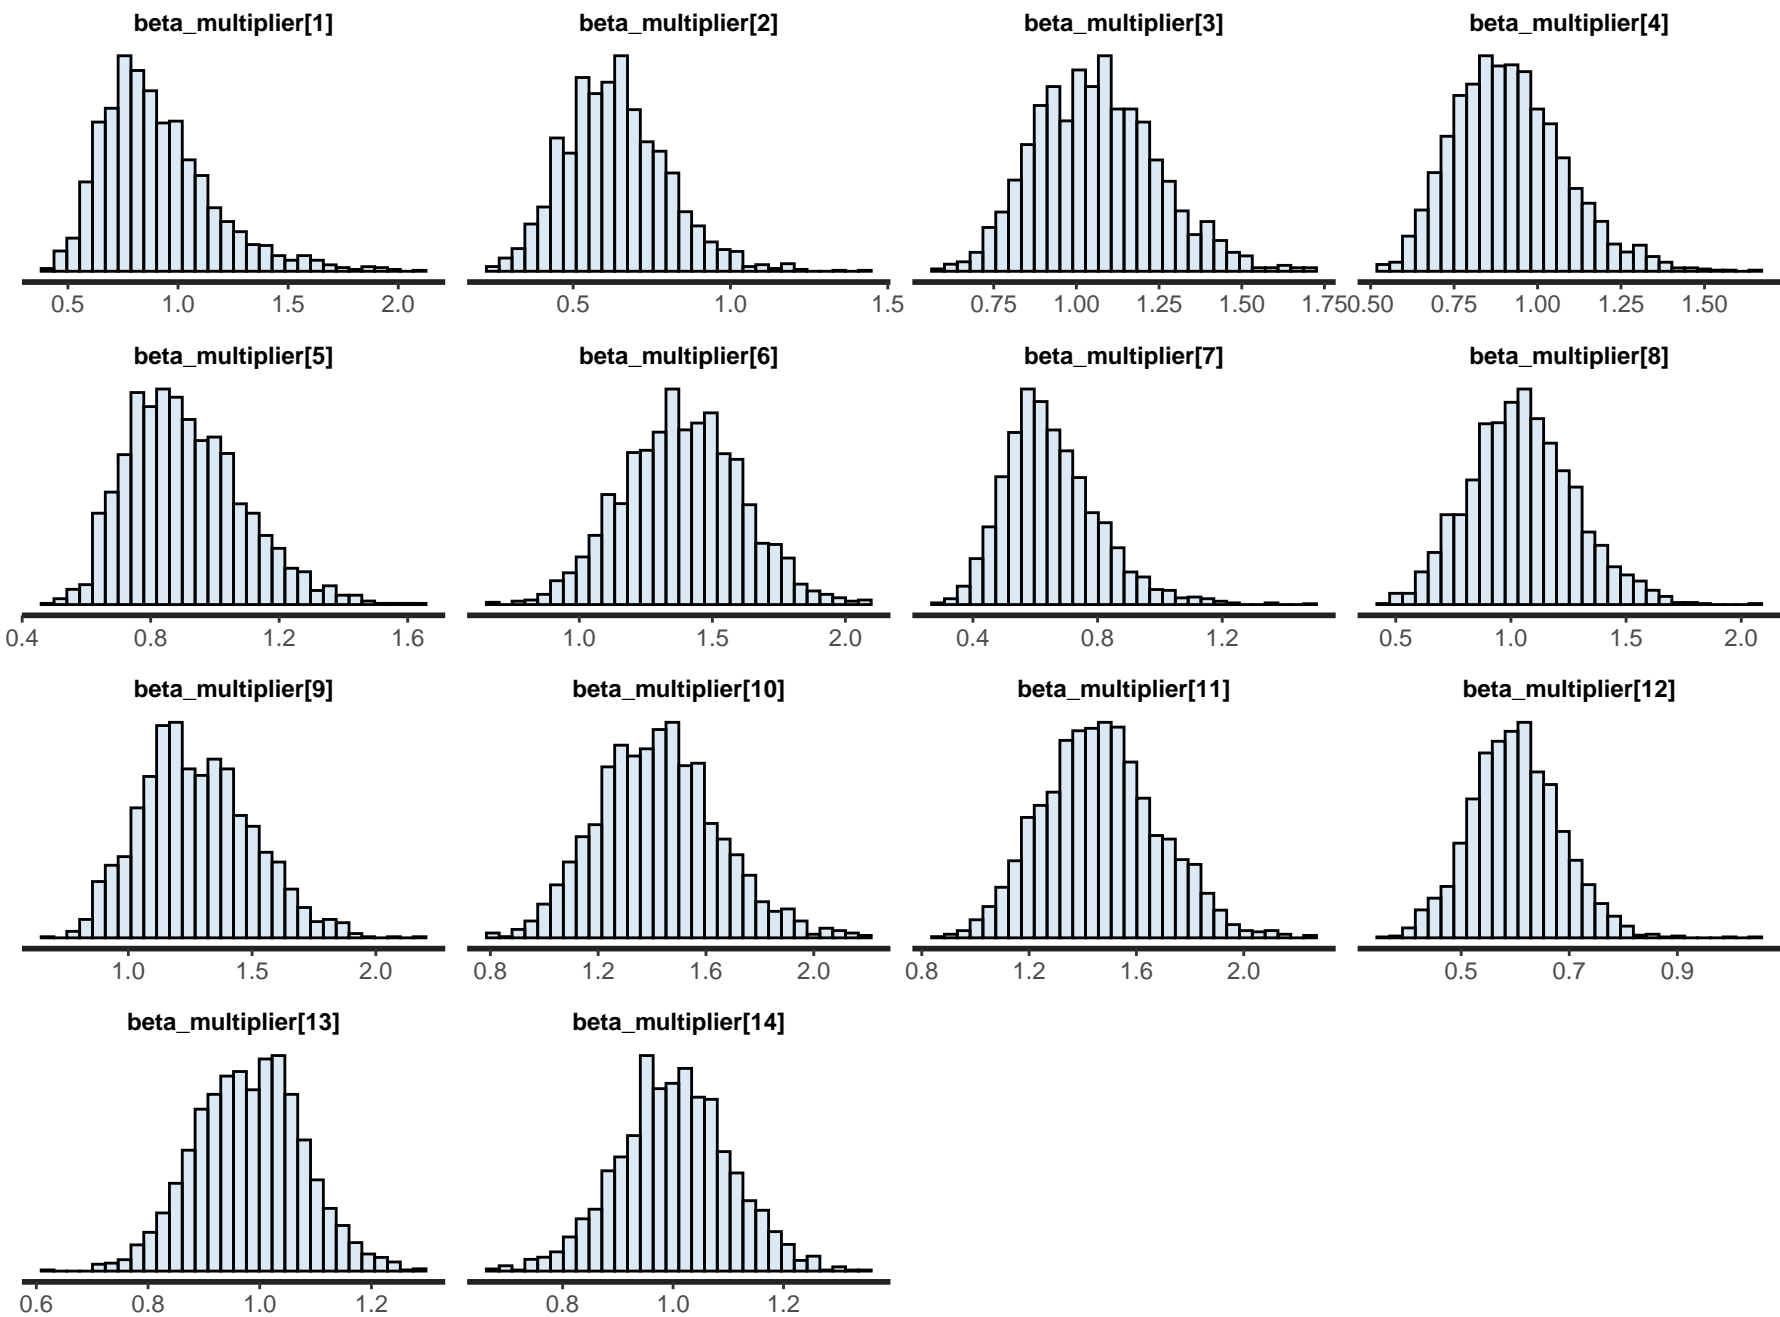 beta_multiplier[1] beta_multiplier[2] beta_multiplier[3] beta_multiplier[4]
0.5 1.0 1.5 2.0 0.5 1.0 1.5 0.75 1.00 1.25 1.50 1.75 0.50 0.75 1.00 1.25 1.50
beta_multiplier[5] beta_multiplier[6] beta_multiplier[7] beta_multiplier[8]
0.4 0.8 1.2 1.6 1.0 1.5 2.0 0.4 0.8 1.2 0.5 1.0 1.5 2.0
beta_multiplier[9] beta_multiplier[10] beta_multiplier[11] beta_multiplier[12]
1.0 1.5 2.0 0.8 1.2 1.6 2.0 0.8 1.2 1.6 2.0 0.5 0.7 0.9
beta_multiplier[13] beta_multiplier[14]
0.6 0.8 1.0 1.2 0.8 1.0 1.2